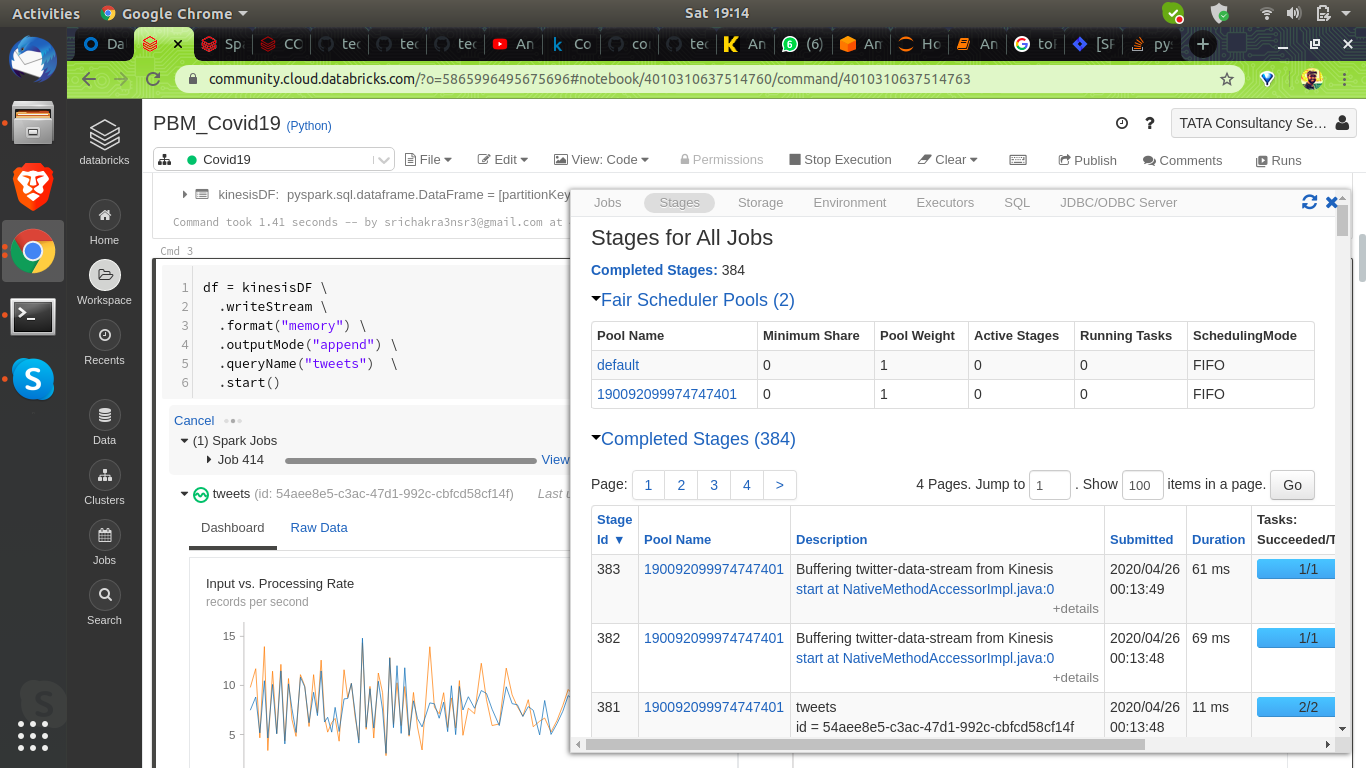 Activities Google Chrome Sat 19:14
Da Spa CO tec tec tec An Co cou tec An (6) An Ho An toP [SP pys
community.cloud.databricks.com/?o=5865996495675696#notebook/4010310637514760/command/4010310637514763
databricks
Home
Workspace
Recents
Data
Clusters
Jobs
Search
PBM_Covid19 (Python)
TATA Consultancy Se…
Covid19 File Edit View: Code Permissions Stop Execution Clear Publish Comments Runs
kinesisDF: pyspark.sql.dataframe.DataFrame = [partitionKey
Command took 1.41 seconds -- by srichakra3nsr3@gmail.com at
Cmd 3
1 df = kinesisDF \
2 .writeStream \
3 .format("memory") \
4 .outputMode("append") \
5 .queryName("tweets") \
6 .start()
Cancel
(1) Spark Jobs
Job 414 View
tweets (id: 54aee8e5-c3ac-47d1-992c-cbfcd58cf14f) Last u
Dashboard Raw Data
Input vs. Processing Rate
records per second
15
10
5
Jobs Stages Storage Environment Executors SQL JDBC/ODBC Server
Stages for All Jobs
Completed Stages: 384
Fair Scheduler Pools (2)
Pool Name Minimum Share Pool Weight Active Stages Running Tasks SchedulingMode
default 0 1 0 0 FIFO
190092099974747401 0 1 0 0 FIFO
Completed Stages (384)
Page: 1 2 3 4 > 4 Pages. Jump to 1 . Show 100 items in a page. Go
Stage Tasks:
Id ▼ Pool Name Description Submitted Duration Succeeded/T
383 190092099974747401 Buffering twitter-data-stream from Kinesis 2020/04/26 61 ms 1/1
start at NativeMethodAccessorImpl.java:0 00:13:49
+details
382 190092099974747401 Buffering twitter-data-stream from Kinesis 2020/04/26 69 ms 1/1
start at NativeMethodAccessorImpl.java:0 00:13:48
+details
381 190092099974747401 tweets 2020/04/26 11 ms 2/2
id = 54aee8e5-c3ac-47d1-992c-cbfcd58cf14f 00:13:48